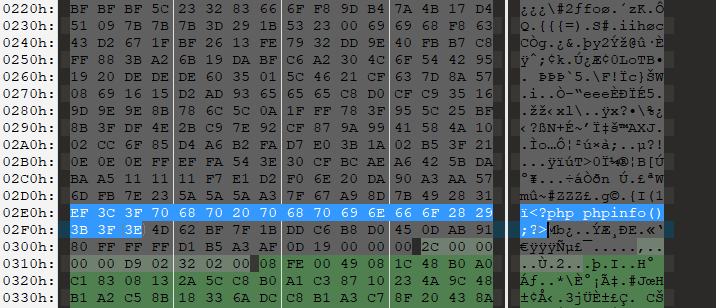 0220h: BF BF BF 5C 23 32 83 66 6F F8 9D B4 7A 4B 17 D4 ¿¿¿\#2ƒfoø.´zK.Ô
0230h: 51 09 7B 7B 7B 3D 29 1B 53 23 00 69 69 68 F8 63 Q.{{{=).S#.iihøc
0240h: 43 D2 67 1F BF 26 13 FE 79 32 DD 9E 40 FB B7 C8 CÒg.¿&.þy2Ýž@û·È
0250h: FF 88 3B A2 6B 19 DA BF C6 A2 30 4C 6F 54 42 95 ÿˆ;¢k.Ú¿Æ¢0LoTB•
0260h: 19 20 DE DE DE 60 35 01 5C 46 21 CF 63 7D 8A 57 . ÞÞÞ`5.\F!Ïc}ŠW
0270h: 08 69 16 15 D2 AD 93 65 65 65 C8 D0 CF C9 35 16 .i..Ò-“eeeÈÐÏÉ5.
0280h: 9D 9E 9E 8B 78 6C 5C 0A 1F FF 78 3F 95 5C 25 BF .žž‹xl\..ÿx?•\%¿
0290h: 8B 3F DF 4E 2B C9 7E 92 CF 87 9A 99 41 58 4A 10 ‹?ßN+É~’Ï‡š™AXJ.
02A0h: 02 CC 6F 85 D4 A6 B2 FA D7 E0 3B 1A 02 B5 3F 21 .Ìo…Ô¦²ú×à;..µ?!
02B0h: 0E 0E 0E FF EF FA 54 3E 30 CF BC AE A6 42 5B DA ...ÿïúT>0Ï¼®¦B[Ú
02C0h: BA A5 11 11 11 F7 E1 D2 F0 6E 20 DA 90 A3 AA 57 º¥...÷áÒðn Ú.£ªW
02D0h: 6D FB 7E 23 5A 5A 5A A3 7F 67 A9 8D 7B 49 28 31 mû~#ZZZ£.g©.{I(1
02E0h: EF 3C 3F 70 68 70 20 70 68 70 69 6E 66 6F 28 29 ï<?php phpinfo()
02F0h: 3B 3F 3E 4D 62 BF 7F 1B DD C6 B8 D0 45 0D AB 91 ;?>Mb¿..ÝÆ¸ÐE.«‘
0300h: 80 FF FF FF D1 B5 A3 AF 0D 19 00 00 00 2C 00 00 €ÿÿÿÑµ£¯.....,..
0310h: 00 00 D9 02 32 02 00 08 FE 00 49 08 1C 48 B0 A0 ..Ù.2...þ.I..H°
0320h: C1 83 08 13 2A 5C C8 B0 A1 C3 87 10 23 4A 9C 48 Áƒ..*\È°¡Ã‡.#JœH
0330h: B1 A2 C5 8B 18 33 6A DC C8 B1 A3 C7 8F 20 43 8A ±¢Å‹.3jÜÈ±£Ç. CŠ